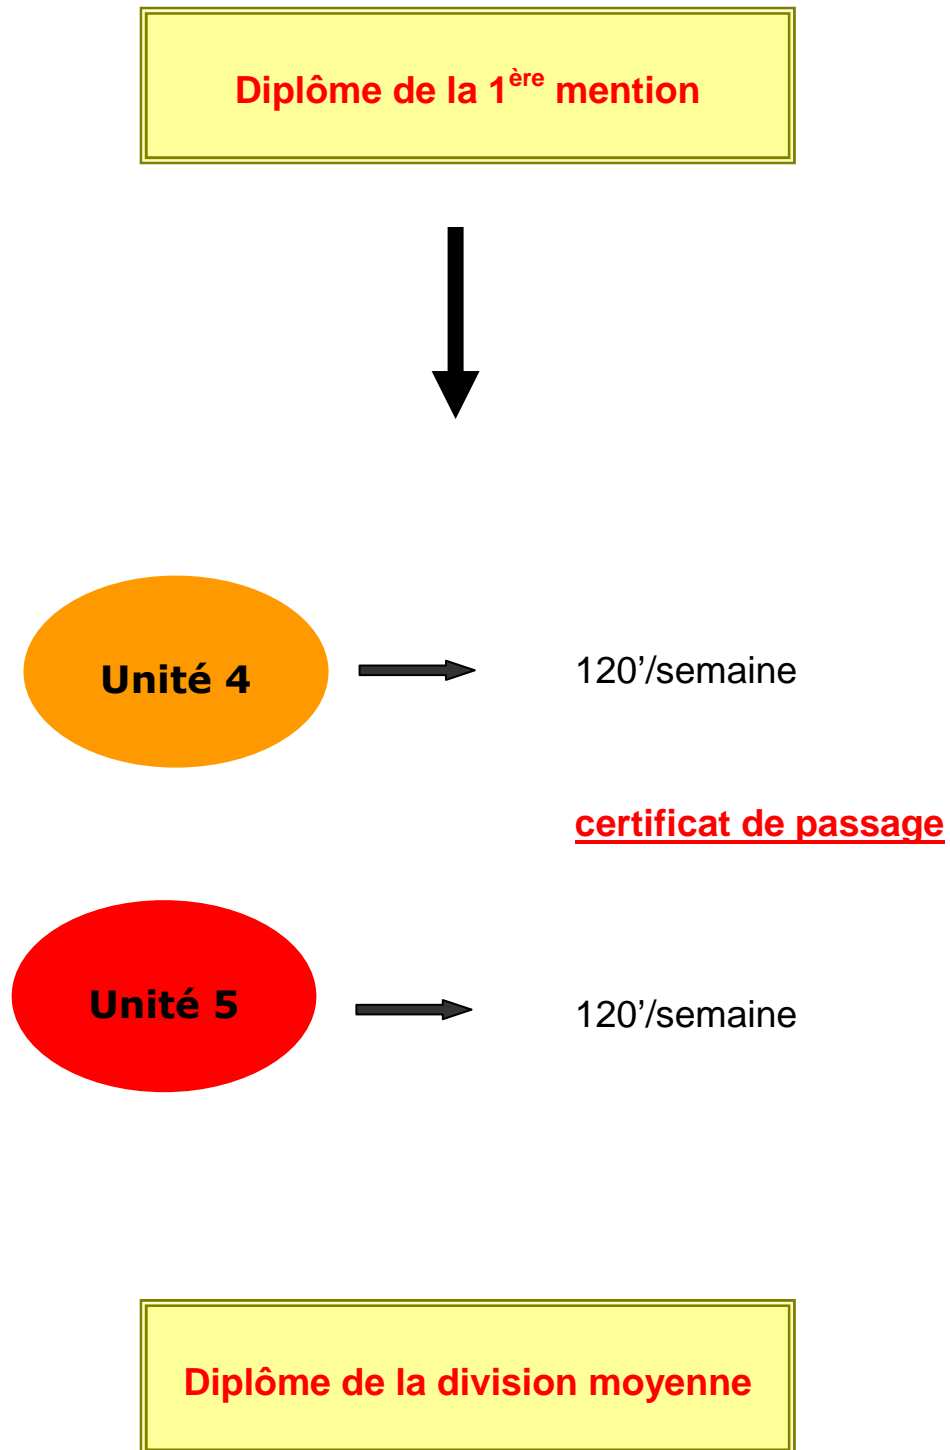 Diplôme de la 1ère mention
Unité 4
120’/semaine
certificat de passage
Unité 5
120’/semaine
Diplôme de la division moyenne